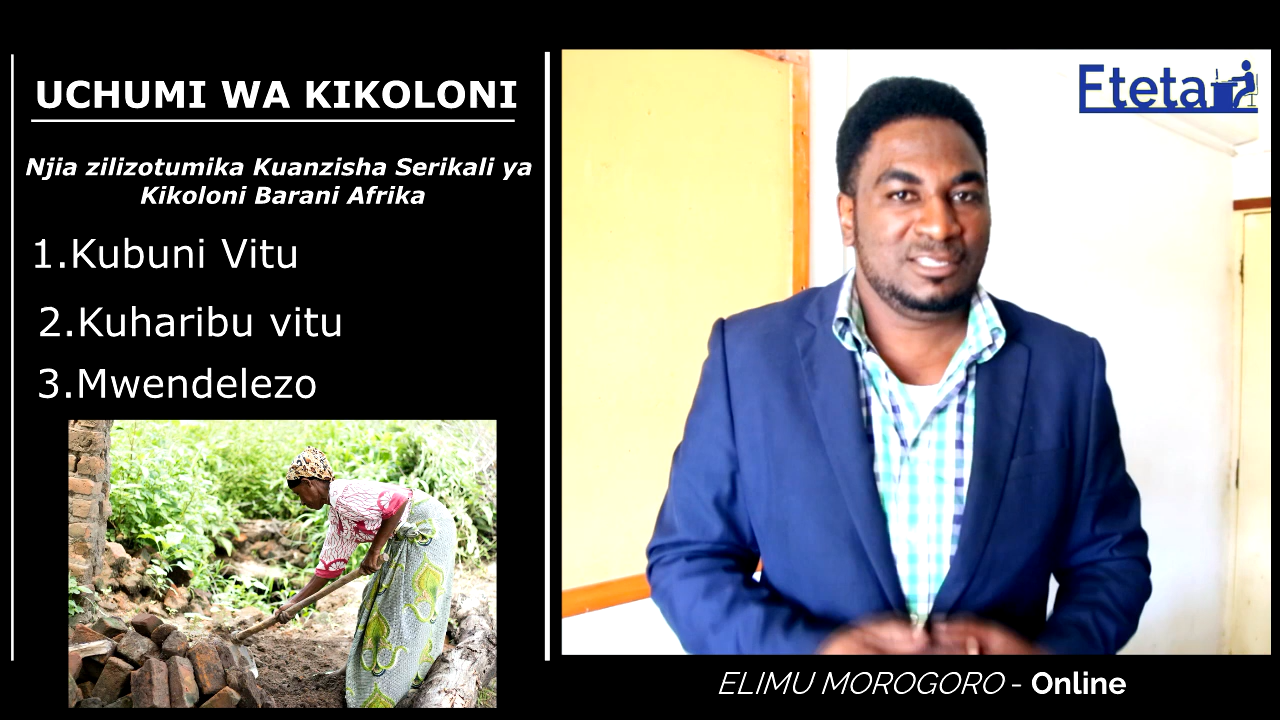 UCHUMI WA KIKOLONI
Njia zilizotumika Kuanzisha Serikali ya
Kikoloni Barani Afrika
1.Kubuni Vitu
2.Kuharibu vitu
3.Mwendelezo
Eteta
ELIMU MOROGORO - Online